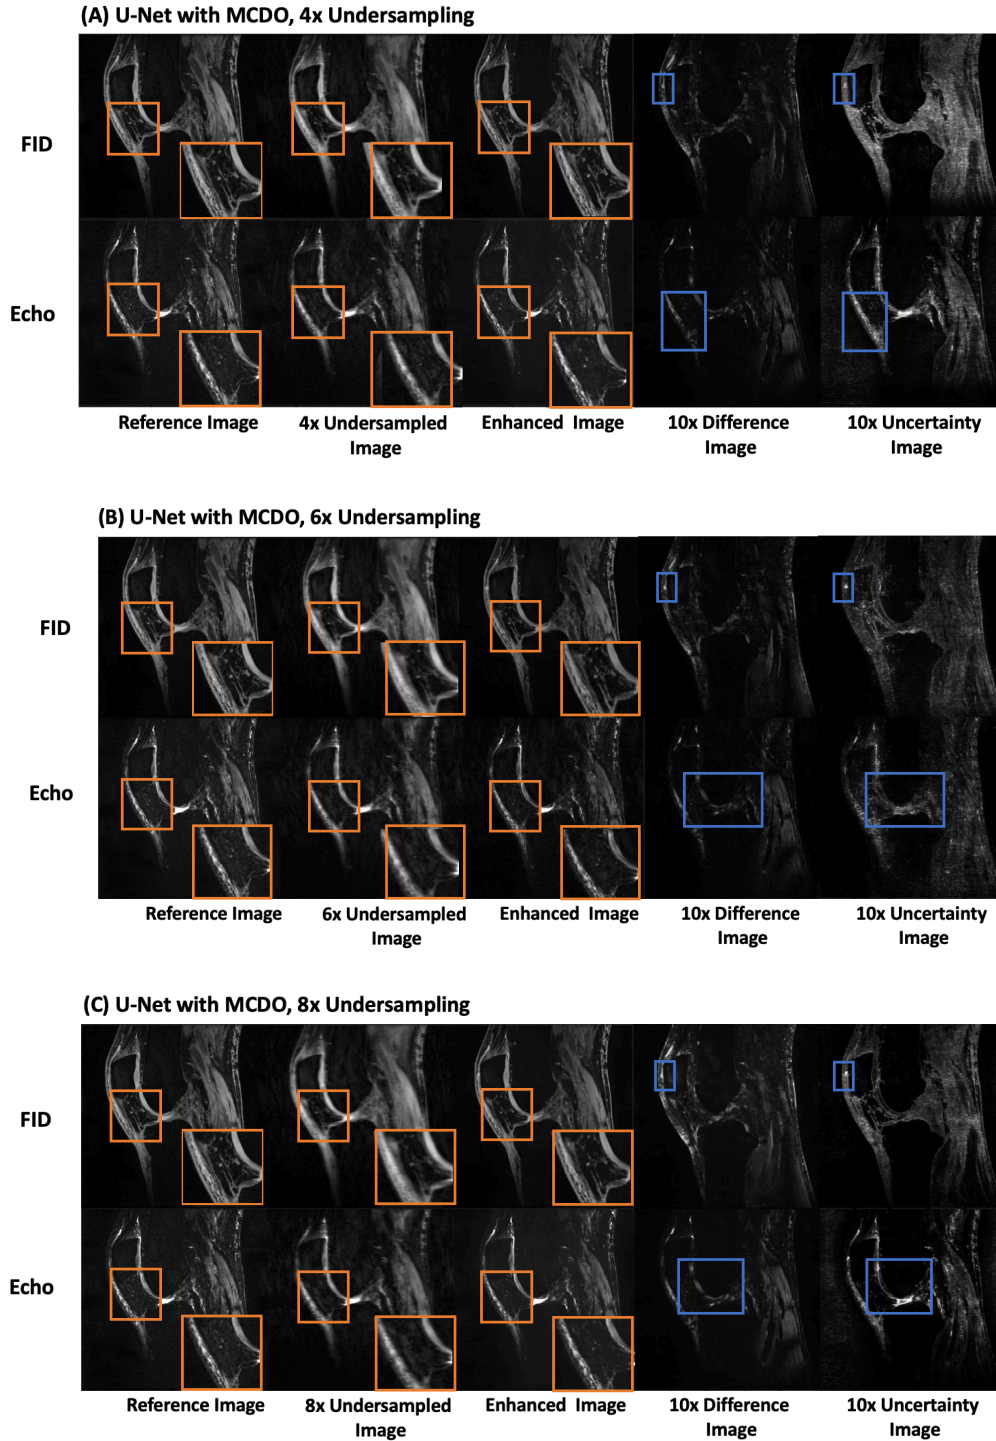 (A) U-Net with MCDO, 4x Undersampling
FID
Echo
Reference Image
4x Undersampled
Image
Enhanced Image
10x Difference
Image
10x Uncertainty
Image
(B) U-Net with MCDO, 6x Undersampling
FID
Echo
Reference Image
6x Undersampled
Image
Enhanced Image
10x Difference
Image
10x Uncertainty
Image
(C) U-Net with MCDO, 8x Undersampling
FID
Echo
Reference Image
8x Undersampled
Image
Enhanced Image
10x Difference
Image
10x Uncertainty
Image